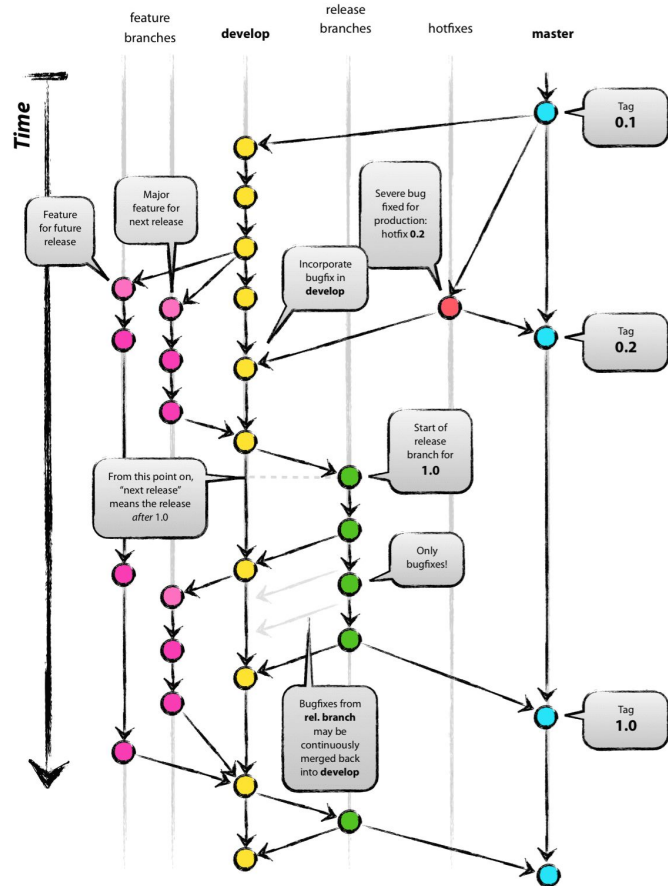 feature
branches
develop
release
branches
hotfixes
master
Time
Tag
0.1
Major
feature for
next release
Feature
for future
release
Severe bug
fixed for
production:
hotfix 0.2
Incorporate
bugfix in
develop
Tag
0.2
Start of
release
branch for
1.0
From this point on,
“next release”
means the release
after 1.0
Only
bugfixes!
Bugfixes from
rel. branch
may be
continuously
merged back
into develop
Tag
1.0